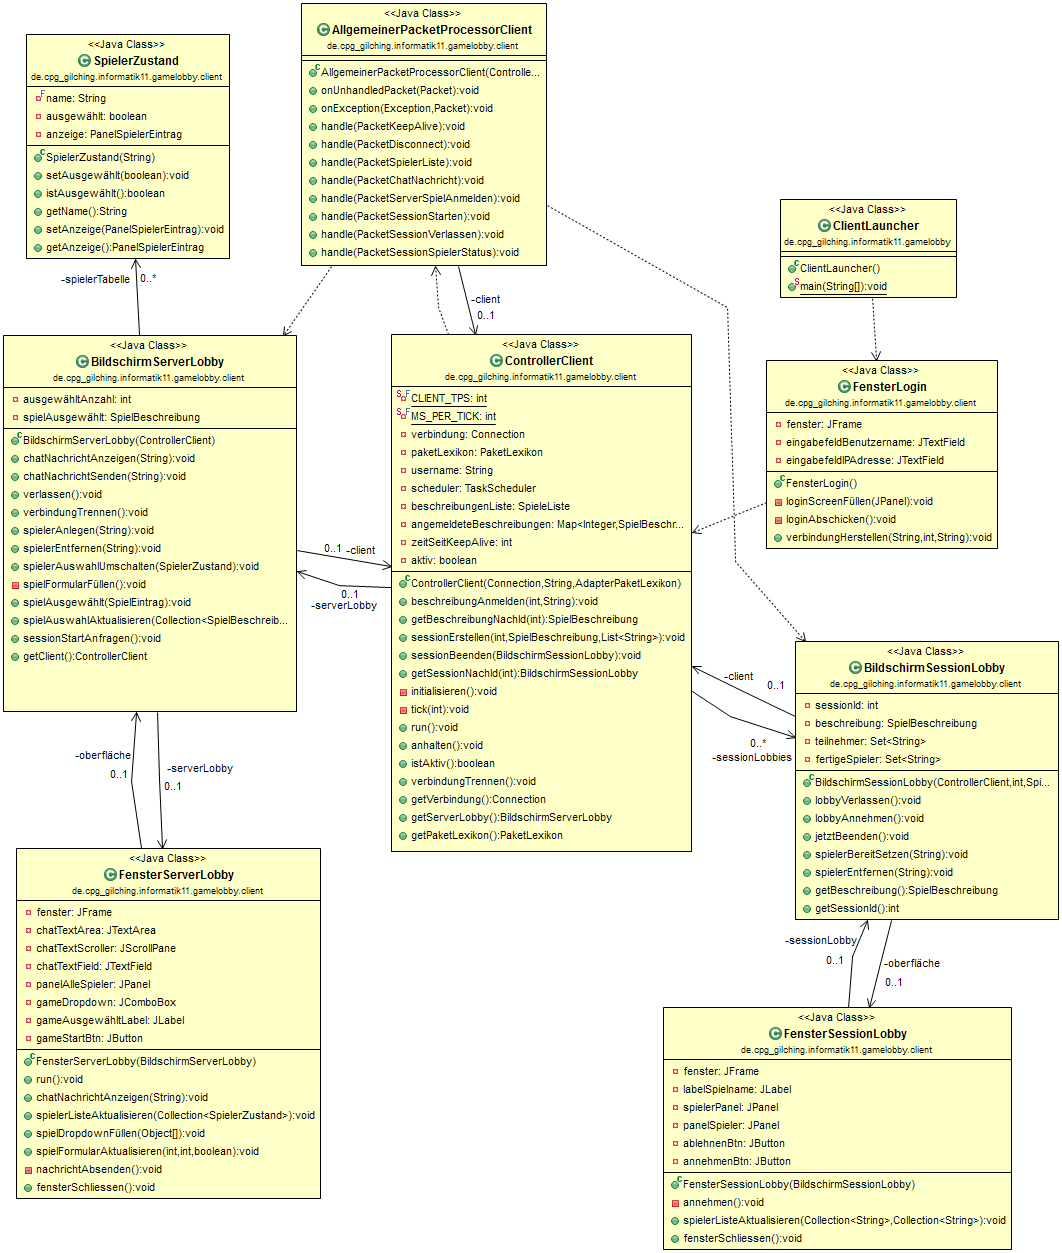 <<Java Class>>
SpielerZustand
de.cpg_gilching.informatik11.gamelobby.client
name: String
ausgewählt: boolean
anzeige: PanelSpielerEintrag
SpielerZustand(String)
setAusgewählt(boolean):void
istAusgewählt():boolean
getName():String
setAnzeige(PanelSpielerEintrag):void
getAnzeige():PanelSpielerEintrag
-spielerTabelle
0..*
<<Java Class>>
AllgemeinerPacketProcessorClient
de.cpg_gilching.informatik11.gamelobby.client
AllgemeinerPacketProcessorClient(Controlle...
onUnhandledPacket(Packet):void
onException(Exception,Packet):void
handle(PacketKeepAlive):void
handle(PacketDisconnect):void
handle(PacketSpielerListe):void
handle(PacketChatNachricht):void
handle(PacketServerSpielAnmelden):void
handle(PacketSessionStarten):void
handle(PacketSessionVerlassen):void
handle(PacketSessionSpielerStatus):void
-client
0..1
<<Java Class>>
ClientLauncher
de.cpg_gilching.informatik11.gamelobby
ClientLauncher()
main(String[]):void
<<Java Class>>
BildschirmServerLobby
de.cpg_gilching.informatik11.gamelobby.client
ausgewähltAnzahl: int
spielAusgewählt: SpielBeschreibung
BildschirmServerLobby(ControllerClient)
chatNachrichtAnzeigen(String):void
chatNachrichtSenden(String):void
verlassen():void
verbindungTrennen():void
spielerAnlegen(String):void
spielerEntfernen(String):void
spielerAuswahlUmschalten(SpielerZustand):void
spielFormularFüllen():void
spielAusgewählt(SpielEintrag):void
spielAuswahlAktualisieren(Collection<SpielBeschreib...
sessionStartAnfragen():void
getClient():ControllerClient
0..1
-client
0..1
-serverLobby
<<Java Class>>
ControllerClient
de.cpg_gilching.informatik11.gamelobby.client
CLIENT_TPS: int
MS_PER_TICK: int
verbindung: Connection
paketLexikon: PaketLexikon
username: String
scheduler: TaskScheduler
beschreibungenListe: SpieleListe
angemeldeteBeschreibungen: Map<Integer,SpielBeschr...
zeitSeitKeepAlive: int
aktiv: boolean
ControllerClient(Connection,String,AdapterPaketLexikon)
beschreibungAnmelden(int,String):void
getBeschreibungNachId(int):SpielBeschreibung
sessionErstellen(int,SpielBeschreibung,List<String>):void
sessionBeenden(BildschirmSessionLobby):void
getSessionNachId(int):BildschirmSessionLobby
initialisieren():void
tick(int):void
run():void
anhalten():void
istAktiv():boolean
verbindungTrennen():void
getVerbindung():Connection
getServerLobby():BildschirmServerLobby
getPaketLexikon():PaketLexikon
<<Java Class>>
FensterLogin
de.cpg_gilching.informatik11.gamelobby.client
fenster: JFrame
eingabefeldBenutzername: JTextField
eingabefeldIPAdresse: JTextField
FensterLogin()
loginScreenFüllen(JPanel):void
loginAbschicken():void
verbindungHerstellen(String,int,String):void
-client
0..1
0..*
-sessionLobbies
<<Java Class>>
BildschirmSessionLobby
de.cpg_gilching.informatik11.gamelobby.client
sessionId: int
beschreibung: SpielBeschreibung
teilnehmer: Set<String>
fertigeSpieler: Set<String>
BildschirmSessionLobby(ControllerClient,int,Spi...
lobbyVerlassen():void
lobbyAnnehmen():void
jetztBeenden():void
spielerBereitSetzen(String):void
spielerEntfernen(String):void
getBeschreibung():SpielBeschreibung
getSessionId():int
-oberfläche
0..1
-serverLobby
0..1
<<Java Class>>
FensterServerLobby
de.cpg_gilching.informatik11.gamelobby.client
fenster: JFrame
chatTextArea: JTextArea
chatTextScroller: JScrollPane
chatTextField: JTextField
panelAlleSpieler: JPanel
gameDropdown: JComboBox
gameAusgewähltLabel: JLabel
gameStartBtn: JButton
FensterServerLobby(BildschirmServerLobby)
run():void
chatNachrichtAnzeigen(String):void
spielerListeAktualisieren(Collection<SpielerZustand>):void
spielDropdownFüllen(Object[]):void
spielFormularAktualisieren(int,int,boolean):void
nachrichtAbsenden():void
fensterSchliessen():void
-sessionLobby
0..1
-oberfläche
0..1
<<Java Class>>
FensterSessionLobby
de.cpg_gilching.informatik11.gamelobby.client
fenster: JFrame
labelSpielname: JLabel
spielerPanel: JPanel
panelSpieler: JPanel
ablehnenBtn: JButton
annehmenBtn: JButton
FensterSessionLobby(BildschirmSessionLobby)
annehmen():void
spielerListeAktualisieren(Collection<String>,Collection<String>):void
fensterSchliessen():void